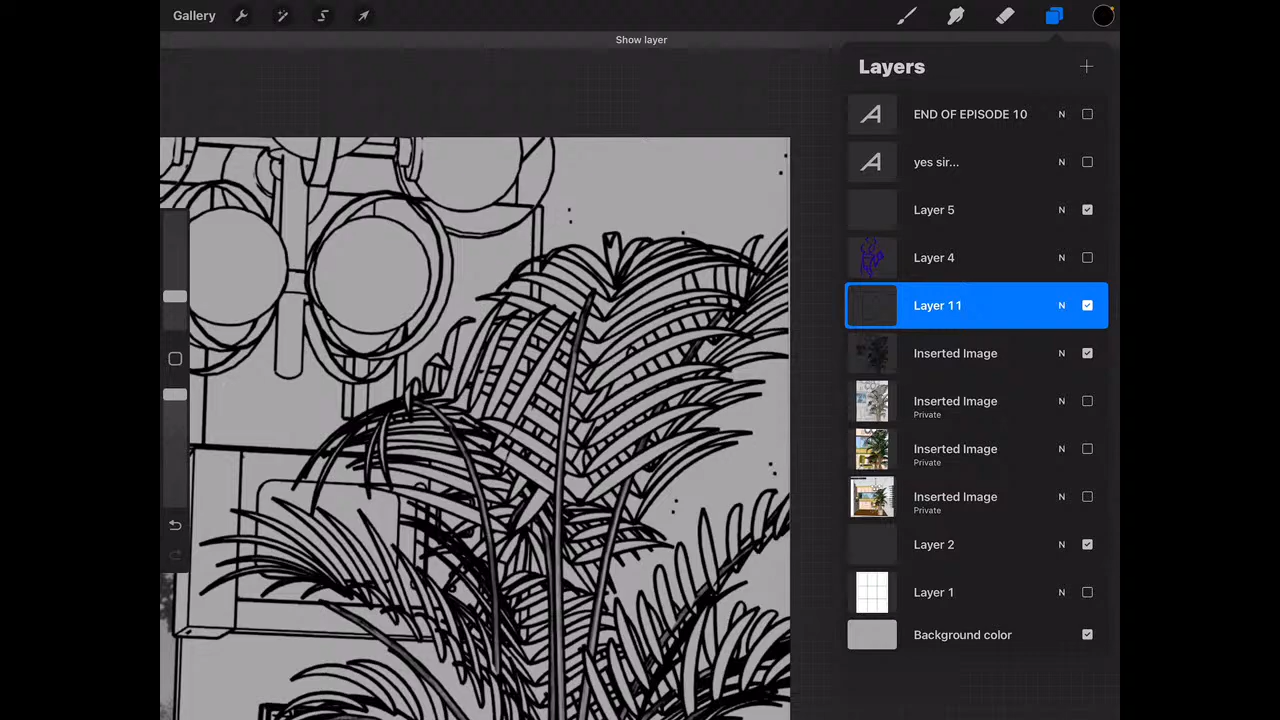 Gallery
Show layer
Layers
END OF EPISODE 10 N
yes sir... N
Layer 5 N
Layer 4 N
Layer 11 N
Inserted Image N
Inserted Image N
Private
Inserted Image N
Private
Inserted Image N
Private
Layer 2 N
Layer 1 N
Background color